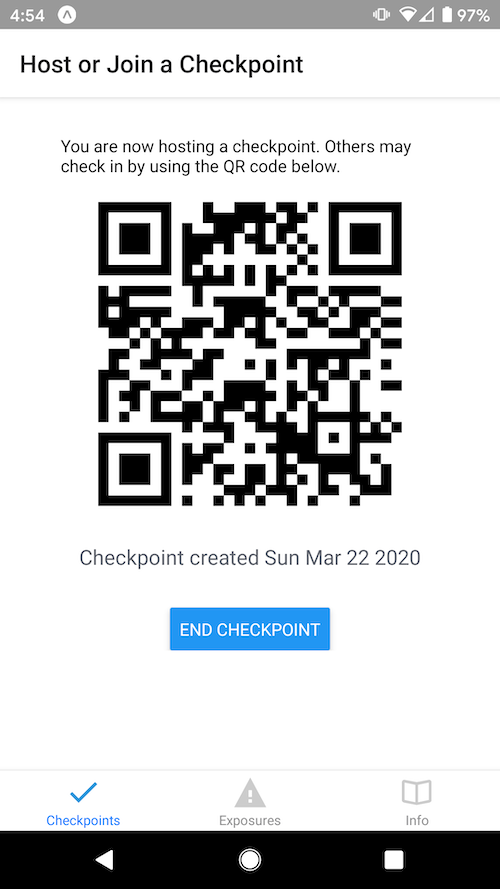 4:54
97%
Host or Join a Checkpoint
You are now hosting a checkpoint. Others may
check in by using the QR code below.
Checkpoint created Sun Mar 22 2020
END CHECKPOINT
Checkpoints
Exposures
Info